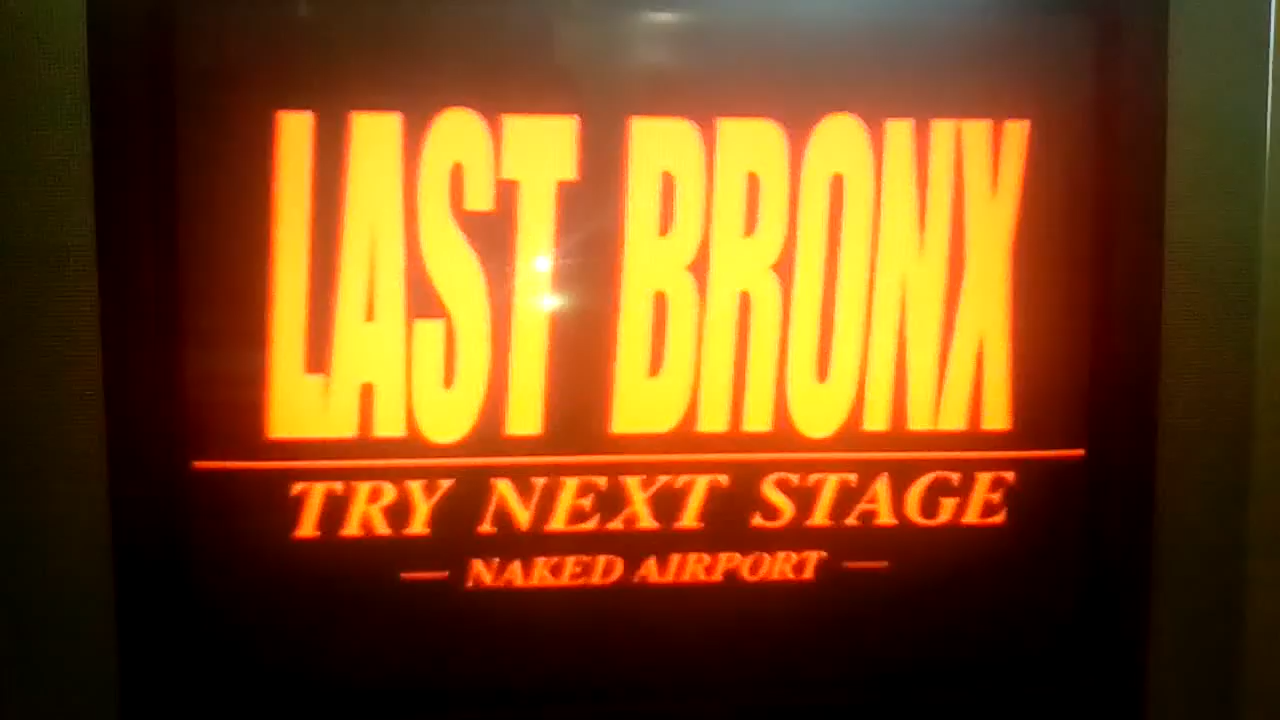 LAST BRONX
TRY NEXT STAGE
— NAKED AIRPORT —